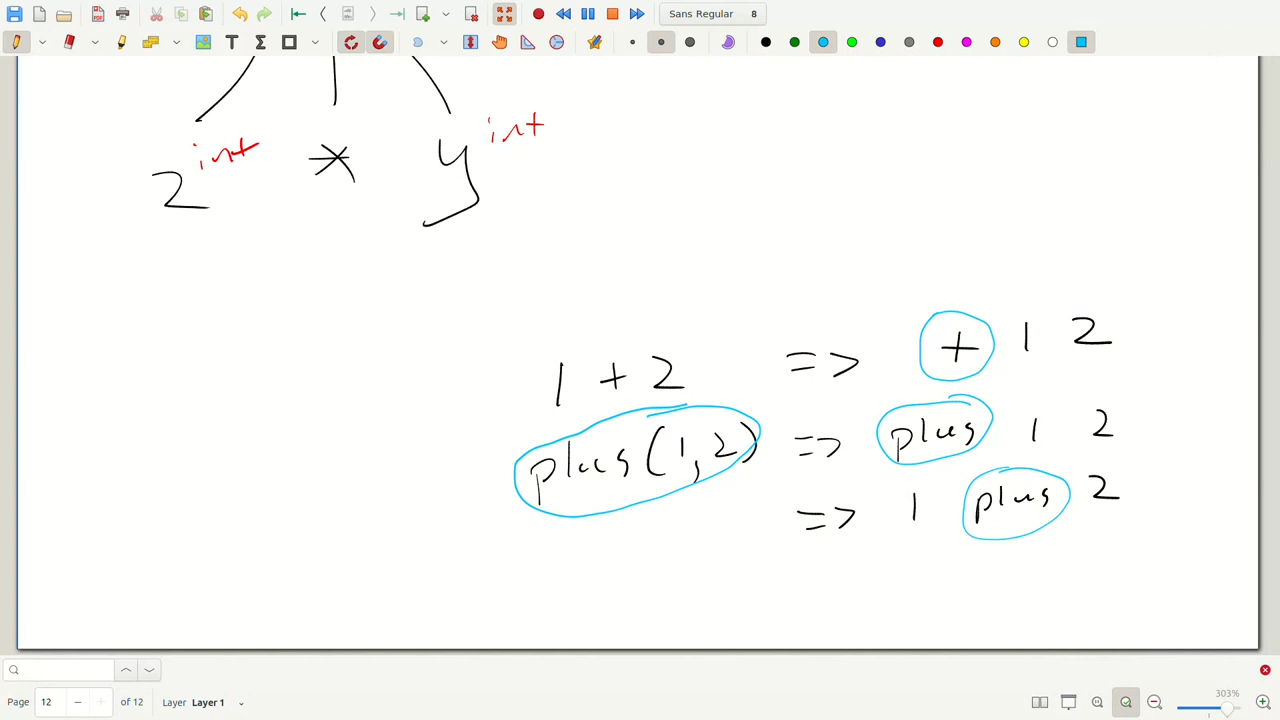 Sans Regular 8
int
int
2 * y
1 + 2 => + 1 2
plus(1,2) => plus 1 2
=> 1 plus 2
Page 12 of 12 Layer Layer 1 303%